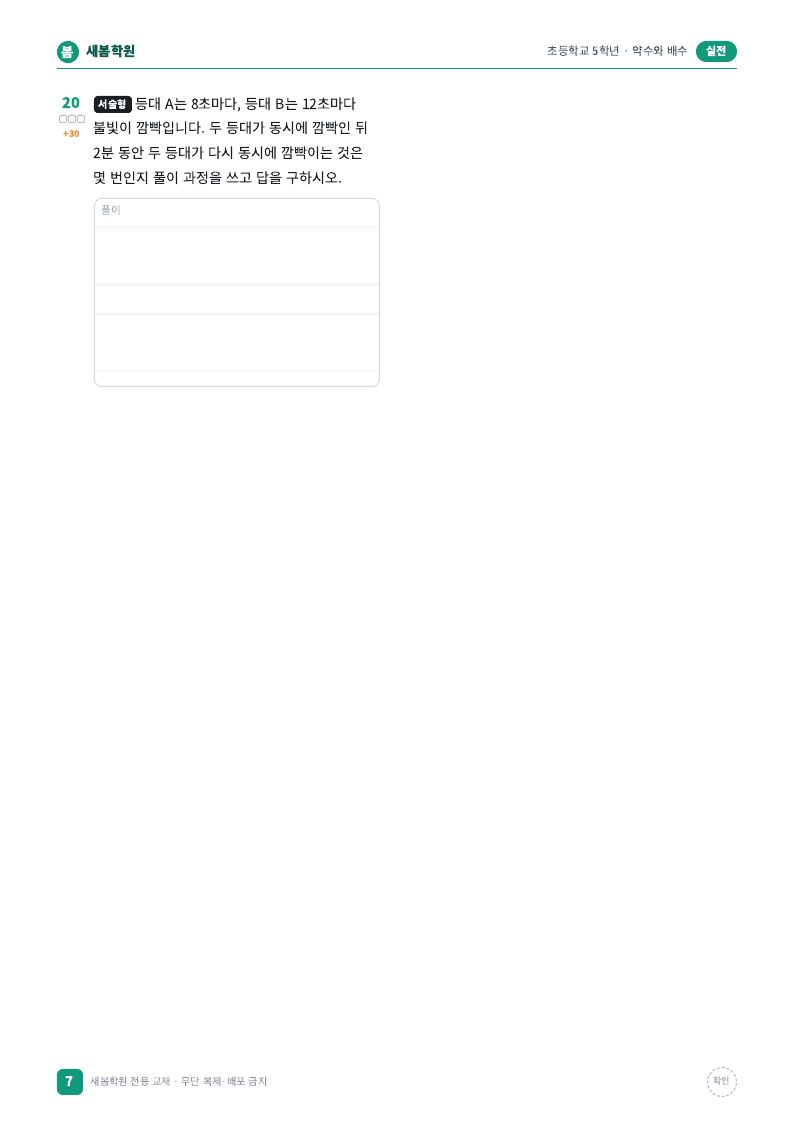 봄 새봄학원
초등학교 5학년 · 약수와 배수 실전
20 서술형 등대 A는 8초마다, 등대 B는 12초마다
불빛이 깜빡입니다. 두 등대가 동시에 깜빡인 뒤
+30
2분 동안 두 등대가 다시 동시에 깜빡이는 것은
몇 번인지 풀이 과정을 쓰고 답을 구하시오.
풀이
7 새봄학원 전용 교재 · 무단 복제·배포 금지
확인